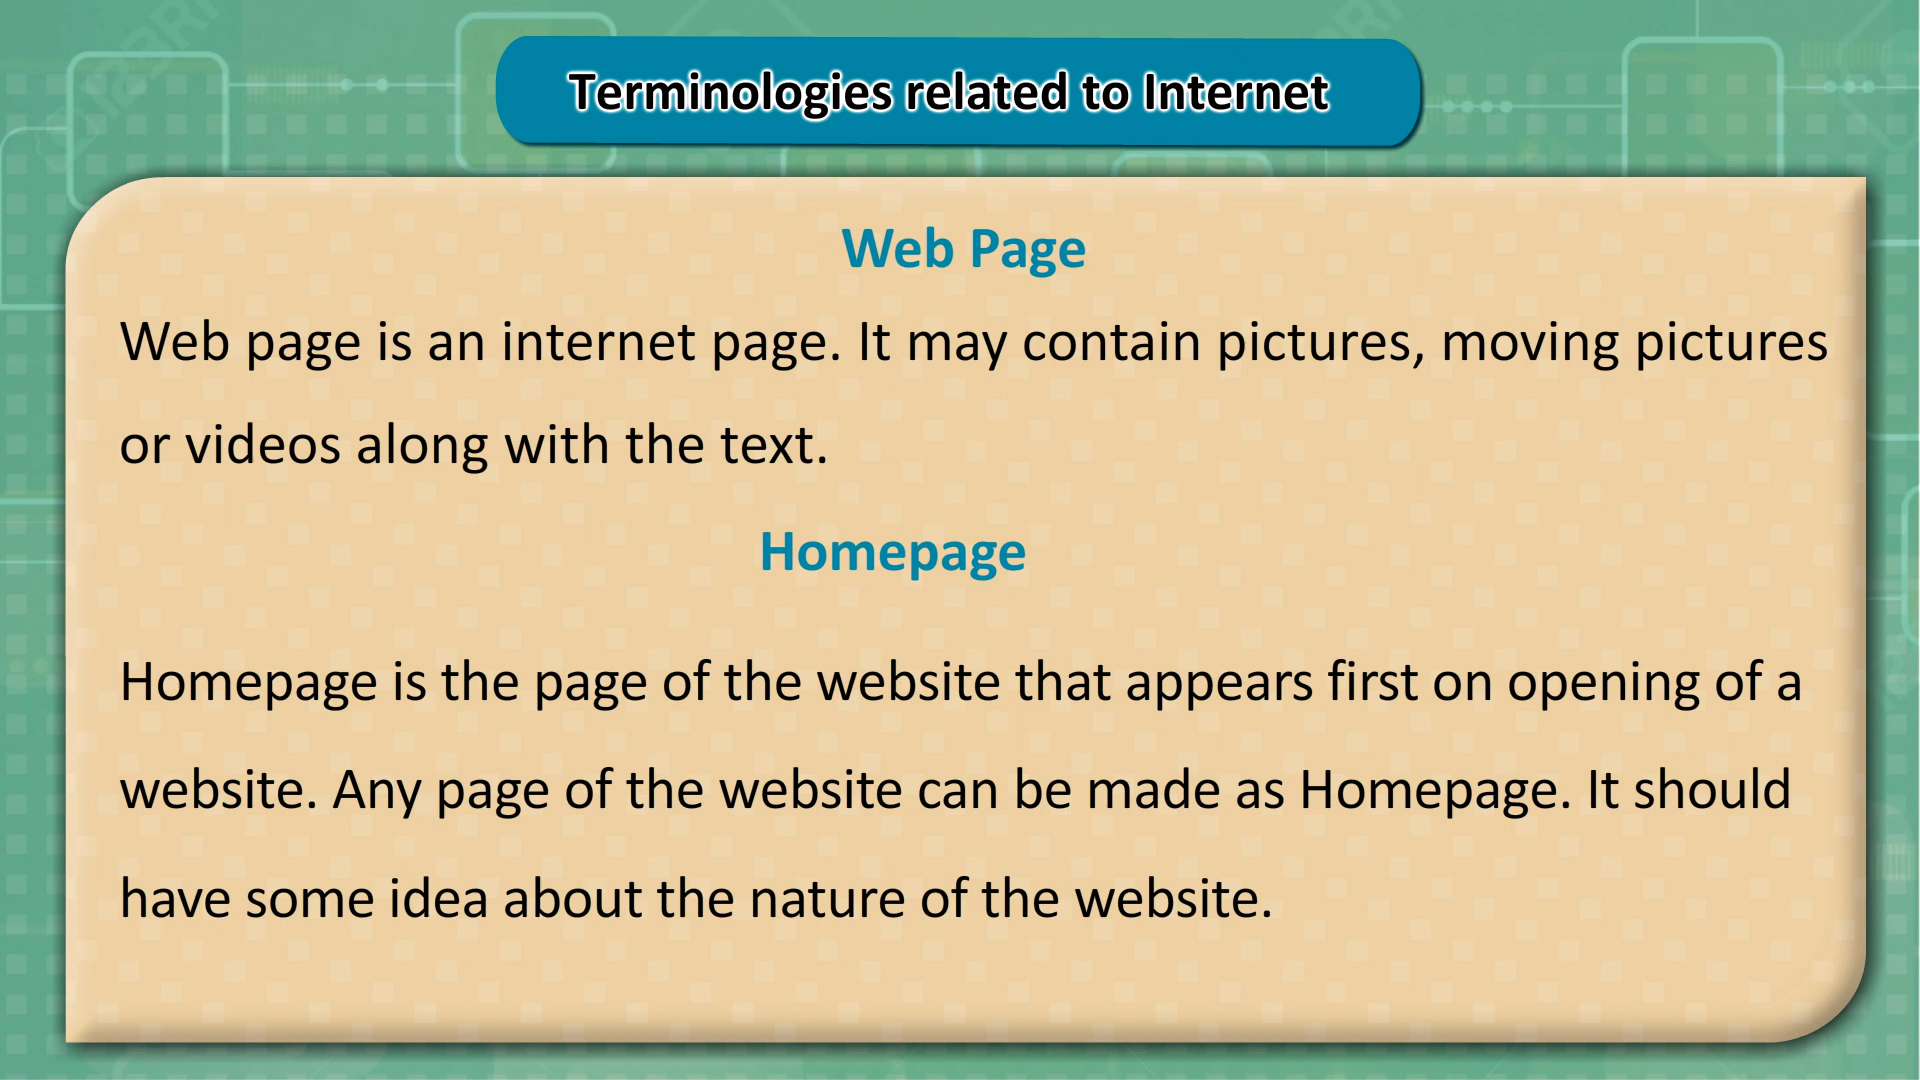 Terminologies related to Internet
Web Page
Web page is an internet page. It may contain pictures, moving pictures
or videos along with the text.
Homepage
Homepage is the page of the website that appears first on opening of a
website. Any page of the website can be made as Homepage. It should
have some idea about the nature of the website.